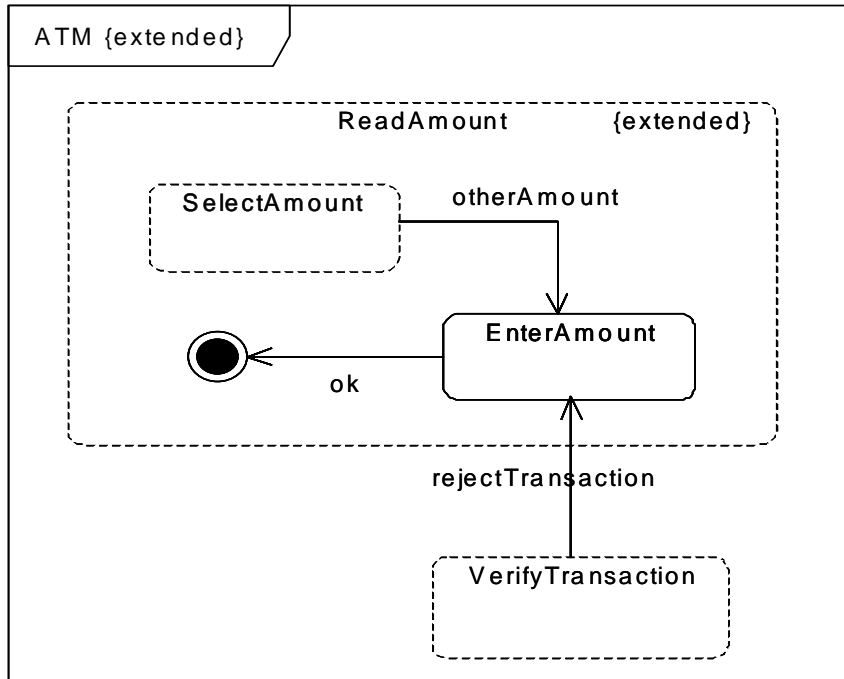 ATM {extended}
ReadAmount {extended}
SelectAmount
otherAmount
EnterAmount
ok
rejectTransaction
VerifyTransaction